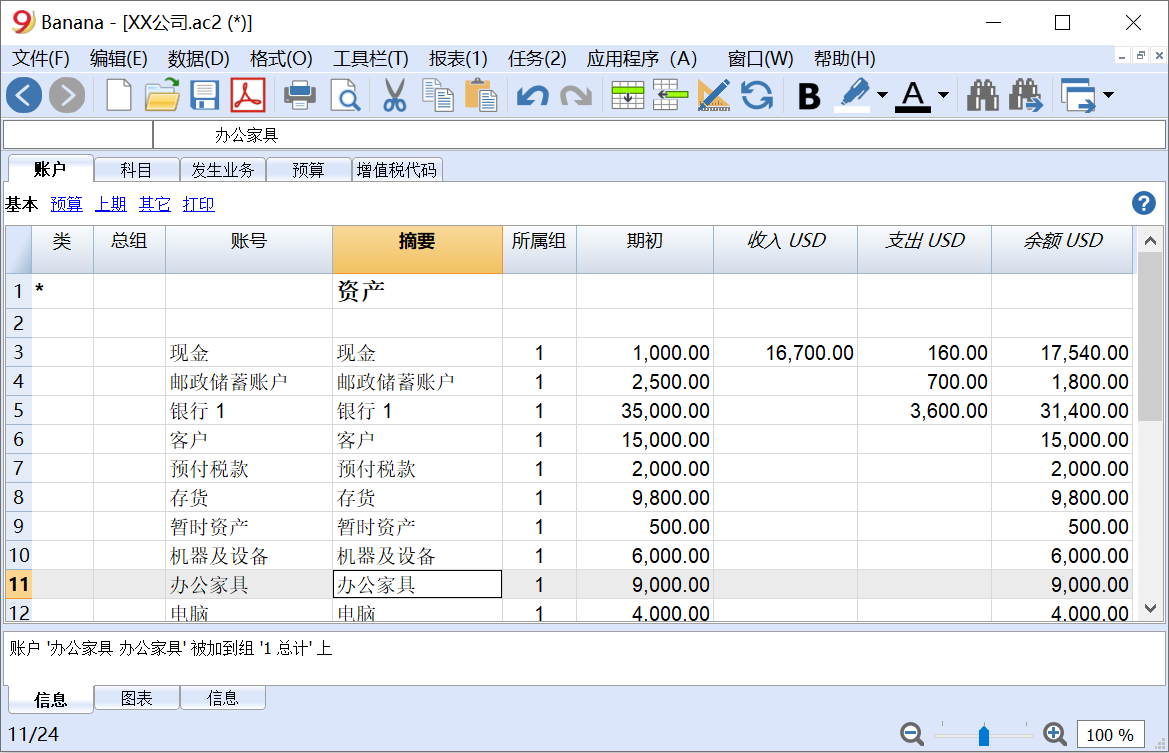 Banana - [XX公司.ac2 (*)]
文件(F) 编辑(E) 数据(D) 格式(O) 工具栏(T) 报表(1) 任务(2) 应用程序（A） 窗口(W) 帮助(H)
B A
办公家具
账户 科目 发生业务 预算 增值税代码
基本 预算 上期 其它 打印 ?
类 总组 账号 摘要 所属组 期初 收入 USD 支出 USD 余额 USD
1 * 资产
2
3 现金 现金 1 1,000.00 16,700.00 160.00 17,540.00
4 邮政储蓄账户 邮政储蓄账户 1 2,500.00 700.00 1,800.00
5 银行 1 银行 1 1 35,000.00 3,600.00 31,400.00
6 客户 客户 1 15,000.00 15,000.00
7 预付税款 预付税款 1 2,000.00 2,000.00
8 存货 存货 1 9,800.00 9,800.00
9 暂时资产 暂时资产 1 500.00 500.00
10 机器及设备 机器及设备 1 6,000.00 6,000.00
11 办公家具 办公家具 1 9,000.00 9,000.00
12 电脑 电脑 1 4,000.00 4,000.00
账户 '办公家具 办公家具' 被加到组 '1 总计' 上
信息 图表 信息
11/24 100 %